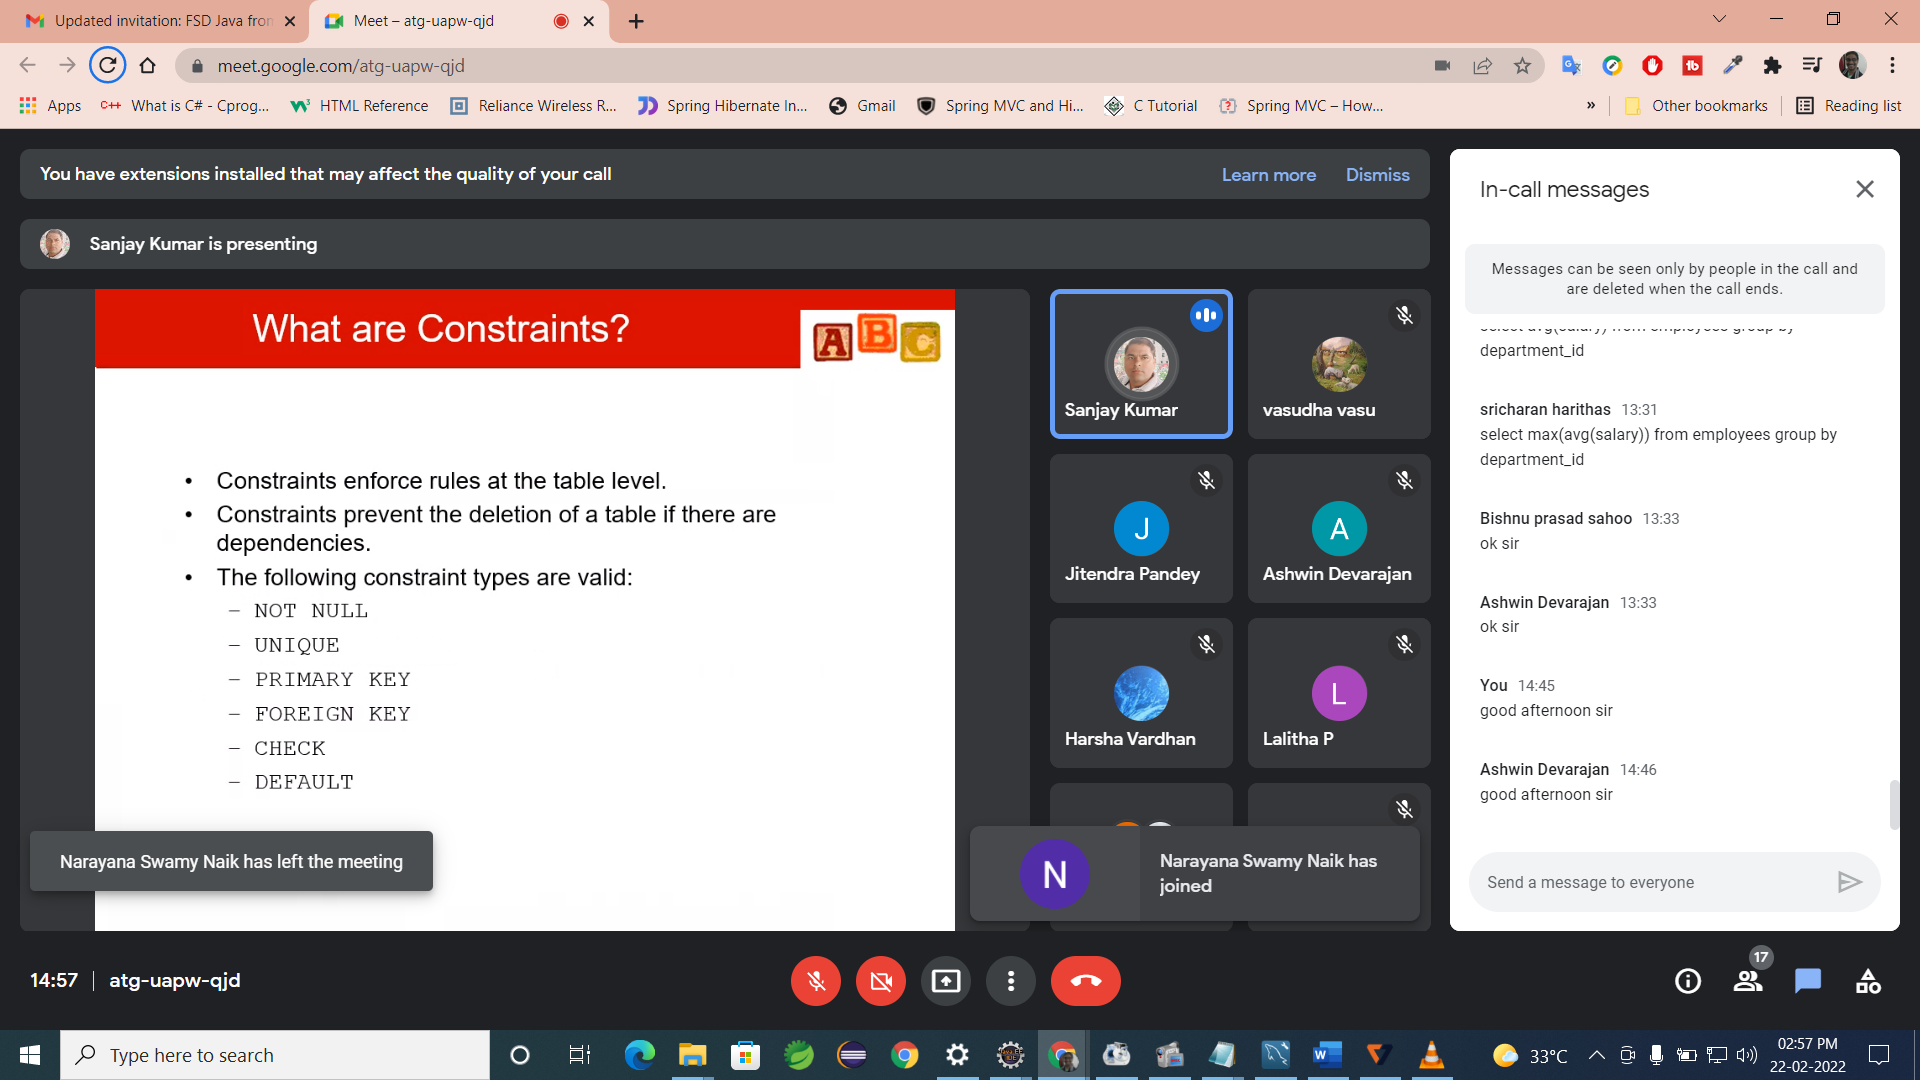 Updated invitation: FSD Java fron
Meet – atg-uapw-qjd
meet.google.com/atg-uapw-qjd
Apps
C++ What is C# - Cprog...
HTML Reference
Reliance Wireless R...
Spring Hibernate In...
Gmail
Spring MVC and Hi...
C Tutorial
Spring MVC – How...
»
Other bookmarks
Reading list
You have extensions installed that may affect the quality of your call
Learn more
Dismiss
Sanjay Kumar is presenting
What are Constraints?
A B C
• Constraints enforce rules at the table level.
• Constraints prevent the deletion of a table if there are
dependencies.
• The following constraint types are valid:
– NOT NULL
– UNIQUE
– PRIMARY KEY
– FOREIGN KEY
– CHECK
– DEFAULT
Narayana Swamy Naik has left the meeting
Sanjay Kumar
vasudha vasu
J
Jitendra Pandey
A
Ashwin Devarajan
Harsha Vardhan
L
Lalitha P
N
Narayana Swamy Naik has
joined
In-call messages
Messages can be seen only by people in the call and
are deleted when the call ends.
select avg(salary) from employees group by
department_id
sricharan harithas 13:31
select max(avg(salary)) from employees group by
department_id
Bishnu prasad sahoo 13:33
ok sir
Ashwin Devarajan 13:33
ok sir
You 14:45
good afternoon sir
Ashwin Devarajan 14:46
good afternoon sir
Send a message to everyone
14:57 | atg-uapw-qjd
17
Type here to search
33°C
02:57 PM
22-02-2022